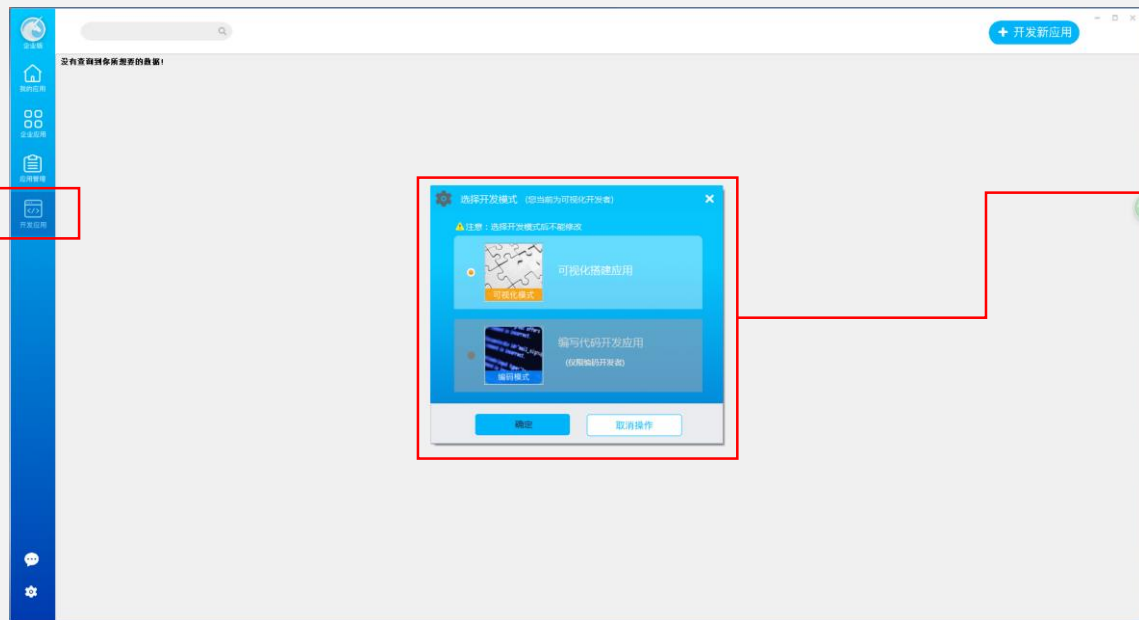 开发新应用
企业版
没有查询到你所想要的数据!
我的应用
企业应用
应用管理
开发应用
选择开发模式 (您当前为可视化开发者)
注意:选择开发模式后不能修改
可视化搭建应用
可视化模式
编写代码开发应用
(仅限编码开发者)
编码模式
确定
取消操作